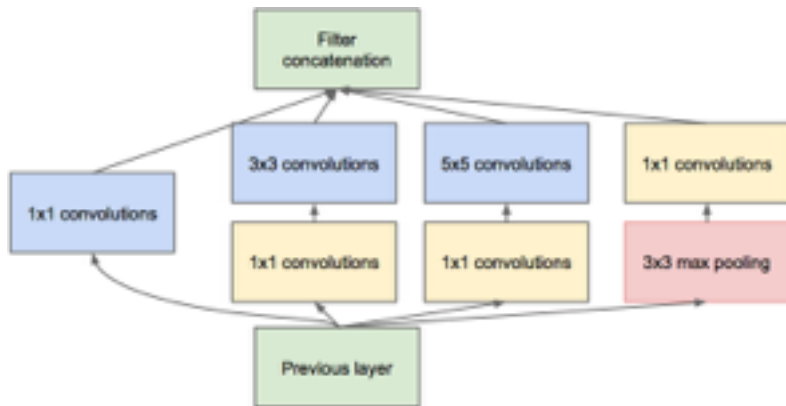 Filter
concatenation
3x3 convolutions
5x5 convolutions
1x1 convolutions
1x1 convolutions
1x1 convolutions
1x1 convolutions
3x3 max pooling
Previous layer